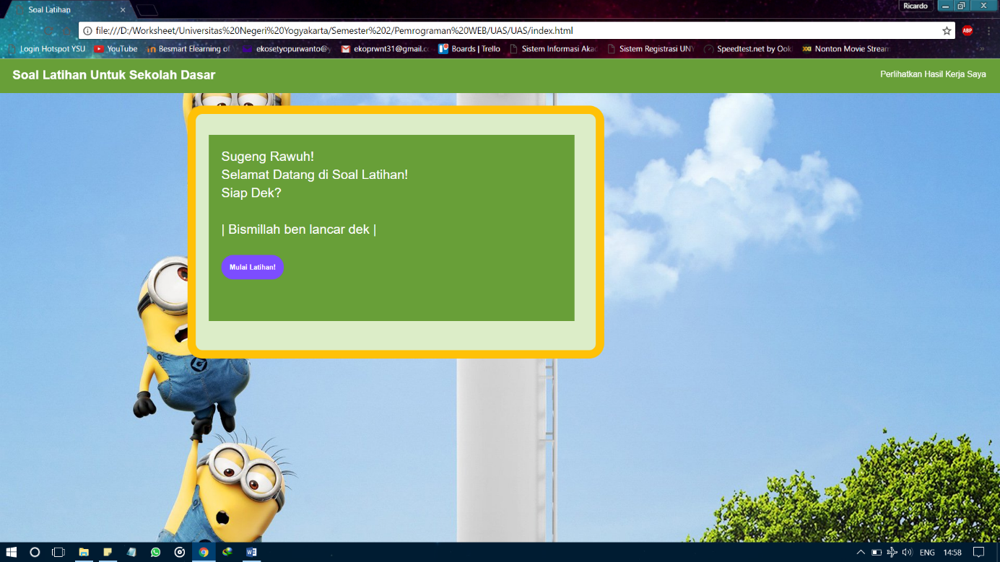 Soal Latihan
Ricardo
file:///D:/Worksheet/Universitas%20Negeri%20Yogyakarta/Semester%202/Pemrograman%20WEB/UAS/UAS/index.html
ABP
Login Hotspot YSU
YouTube
Besmart Elearning of
ekosetyopurwanto@y
ekoprwnt31@gmail.c
Boards | Trello
Sistem Informasi Aka
Sistem Registrasi UNY
Speedtest.net by Ook
Nonton Movie Stream
Soal Latihan Untuk Sekolah Dasar
Perlihatkan Hasil Kerja Saya
Sugeng Rawuh!
Selamat Datang di Soal Latihan!
Siap Dek?
| Bismillah ben lancar dek |
Mulai Latihan!
ENG
14:58